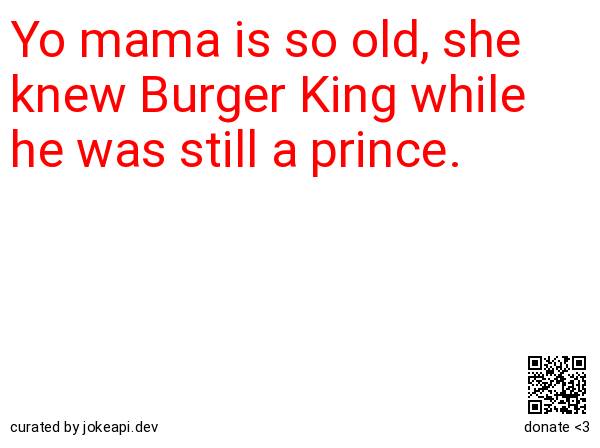 Yo mama is so old, she
knew Burger King while
he was still a prince.
curated by jokeapi.dev
donate <3